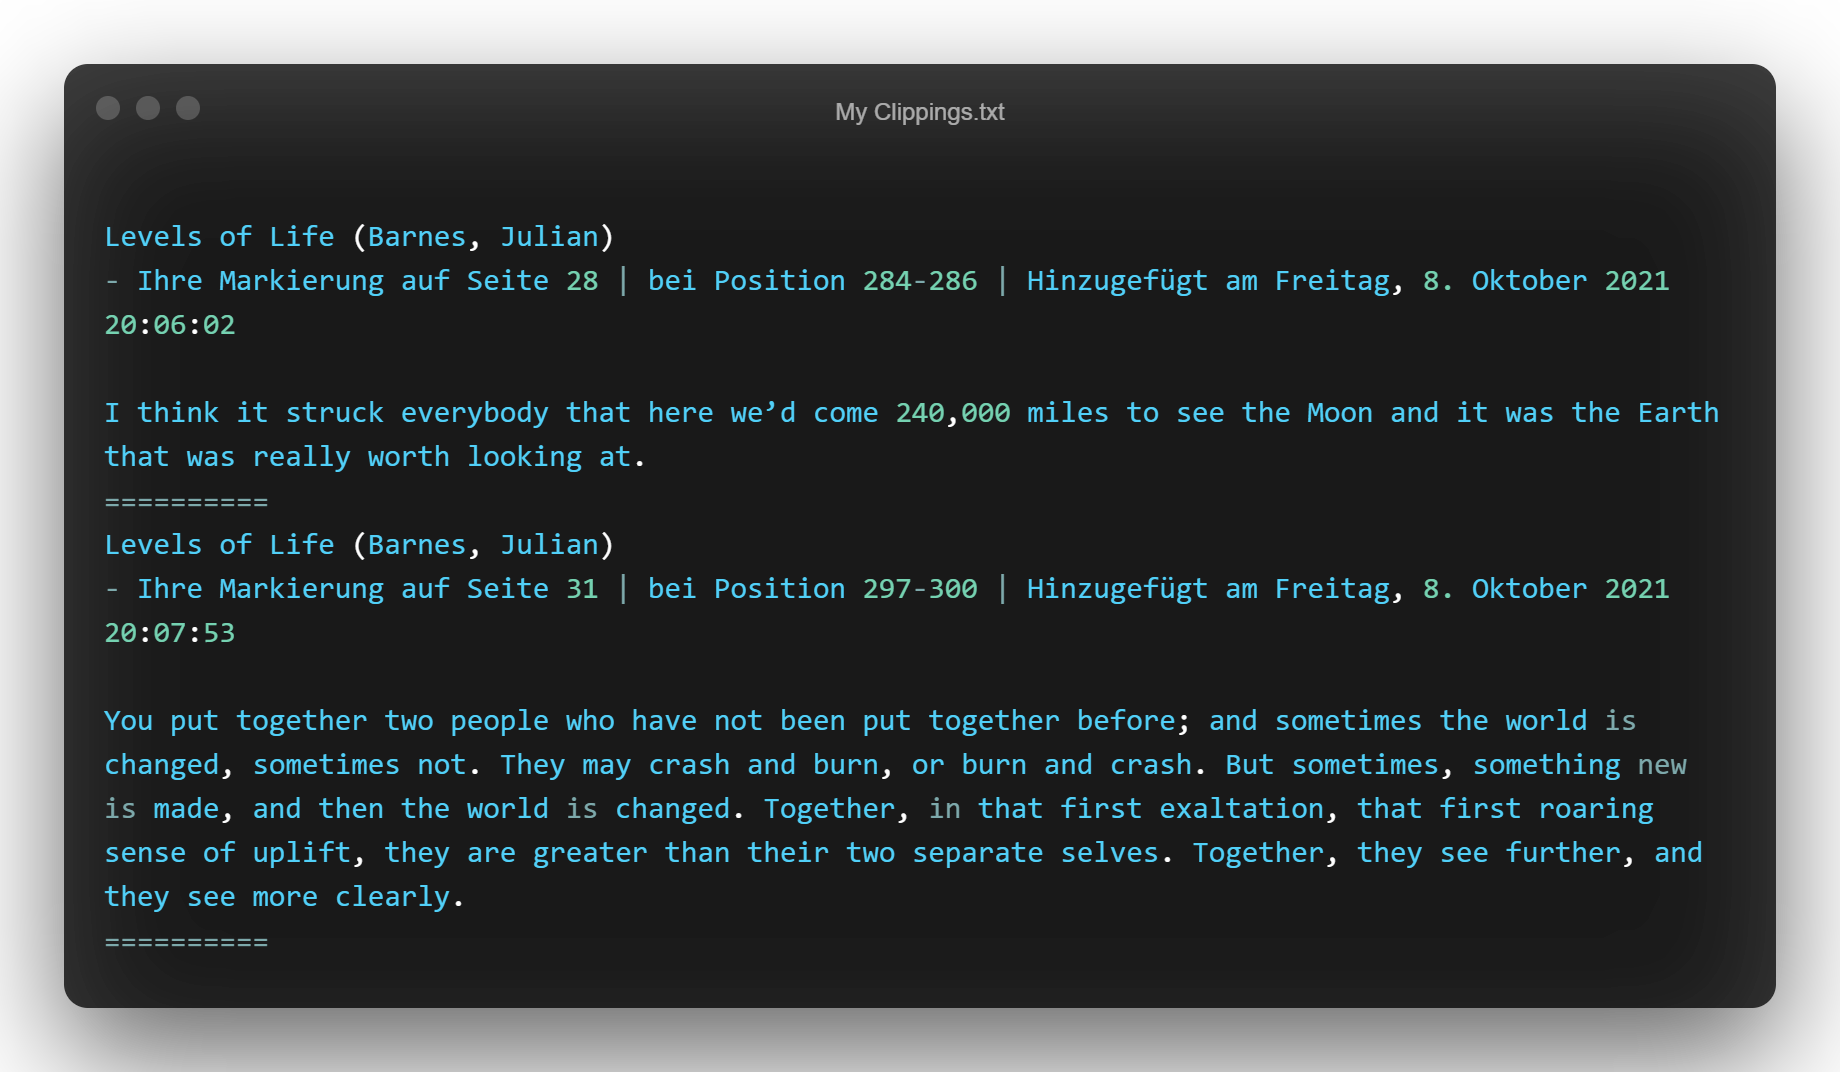 My Clippings.txt
Levels of Life (Barnes, Julian)
- Ihre Markierung auf Seite 28 | bei Position 284-286 | Hinzugefügt am Freitag, 8. Oktober 2021
20:06:02
I think it struck everybody that here we’d come 240,000 miles to see the Moon and it was the Earth
that was really worth looking at.
==========
Levels of Life (Barnes, Julian)
- Ihre Markierung auf Seite 31 | bei Position 297-300 | Hinzugefügt am Freitag, 8. Oktober 2021
20:07:53
You put together two people who have not been put together before; and sometimes the world is
changed, sometimes not. They may crash and burn, or burn and crash. But sometimes, something new
is made, and then the world is changed. Together, in that first exaltation, that first roaring
sense of uplift, they are greater than their two separate selves. Together, they see further, and
they see more clearly.
==========